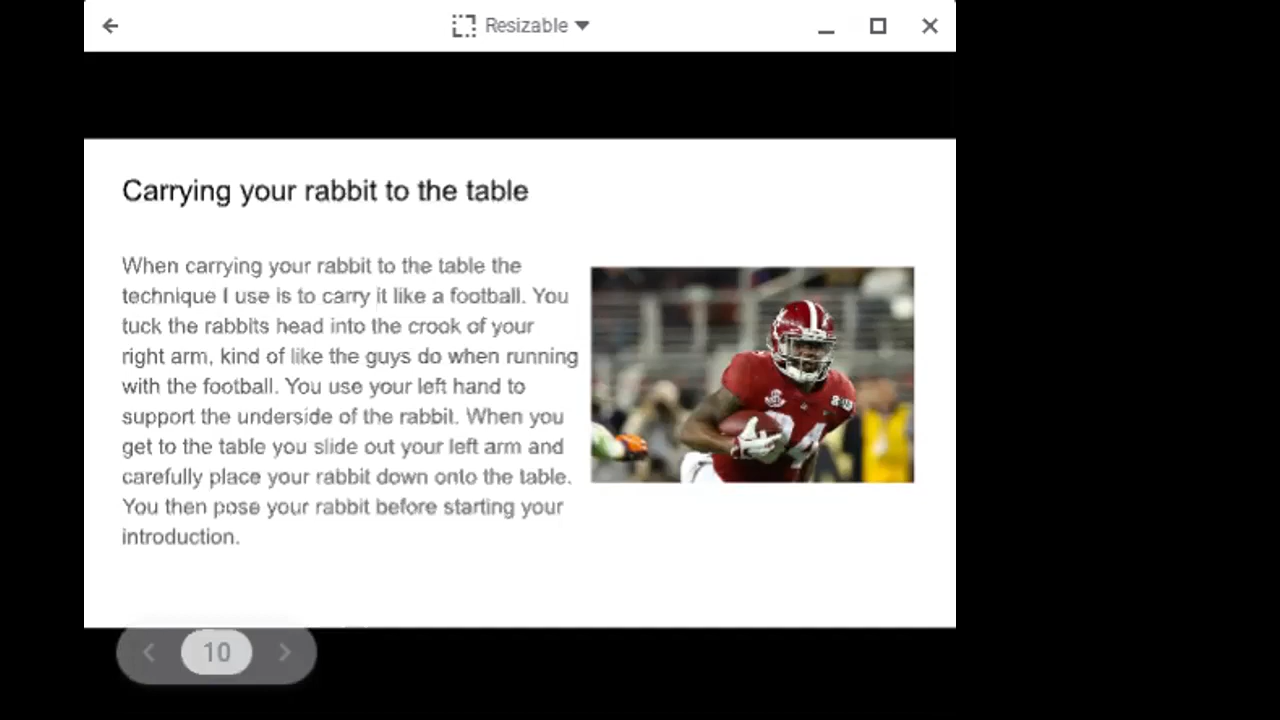 Resizable
Carrying your rabbit to the table
When carrying your rabbit to the table the
technique I use is to carry it like a football. You
tuck the rabbits head into the crook of your
right arm, kind of like the guys do when running
with the football. You use your left hand to
support the underside of the rabbit. When you
get to the table you slide out your left arm and
carefully place your rabbit down onto the table.
You then pose your rabbit before starting your
introduction.
10